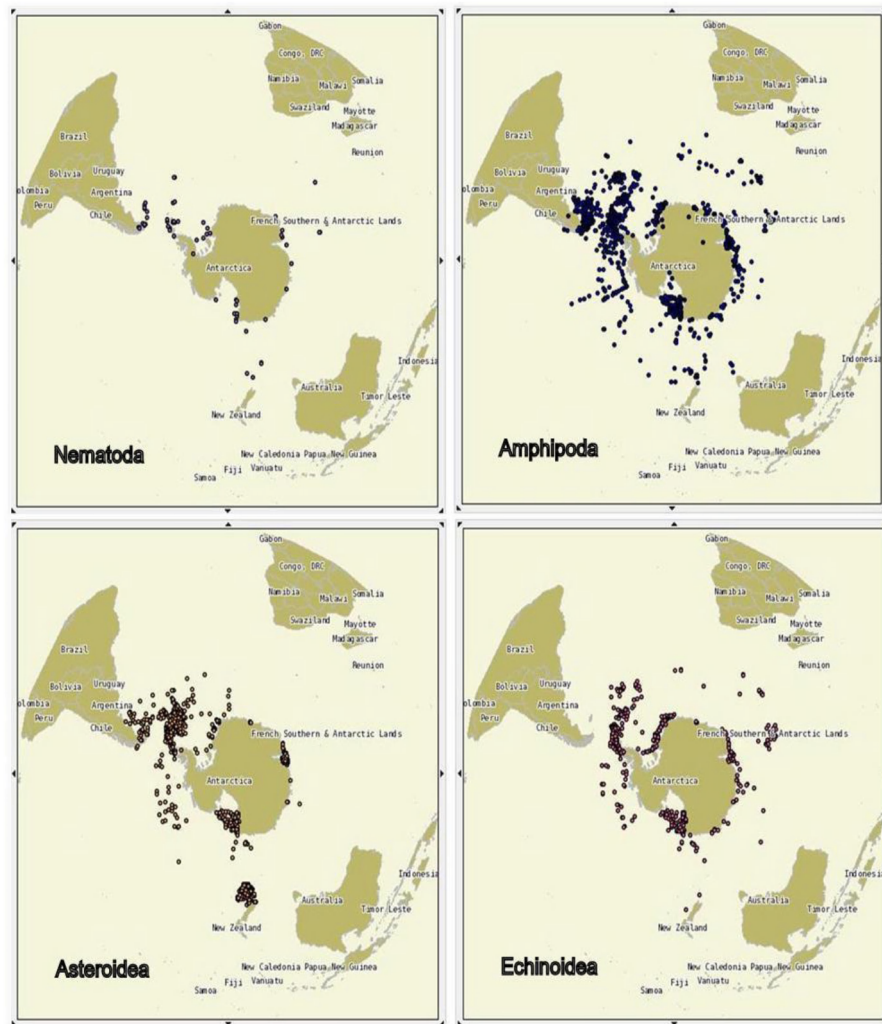 Gabon
Congo, DRC
Namibia Malawi Somalia
Swaziland Mayotte
Madagascar
Reunion
Brazil
Bolivia Uruguay
olombia Argentina
Peru Chile
French Southern & Antarctic Lands
Antarctica
Indonesia
Australia Timor Leste
New Zealand
New Caledonia Papua New Guinea
Fiji Vanuatu
Samoa
Nematoda
Gabon
Congo, DRC
Namibia Malawi Somalia
Swaziland Mayotte
Madagascar
Reunion
Brazil
Bolivia Uruguay
olombia Argentina
Peru Chile
French Southern & Antarctic Lands
Antarctica
Indonesia
Australia Timor Leste
New Zealand
New Caledonia Papua New Guinea
Fiji Vanuatu
Samoa
Amphipoda
Gabon
Congo, DRC
Namibia Malawi Somalia
Swaziland Mayotte
Madagascar
Reunion
Brazil
Bolivia Uruguay
olombia Argentina
Peru Chile
French Southern & Antarctic Lands
Antarctica
Indonesia
Australia Timor Leste
New Zealand
New Caledonia Papua New Guinea
Fiji Vanuatu
Samoa
Asteroidea
Gabon
Congo, DRC
Namibia Malawi Somalia
Swaziland Mayotte
Madagascar
Reunion
Brazil
Bolivia Uruguay
olombia Argentina
Peru Chile
French Southern & Antarctic Lands
Antarctica
Indonesia
Australia Timor Leste
New Zealand
New Caledonia Papua New Guinea
Fiji Vanuatu
Samoa
Echinoidea